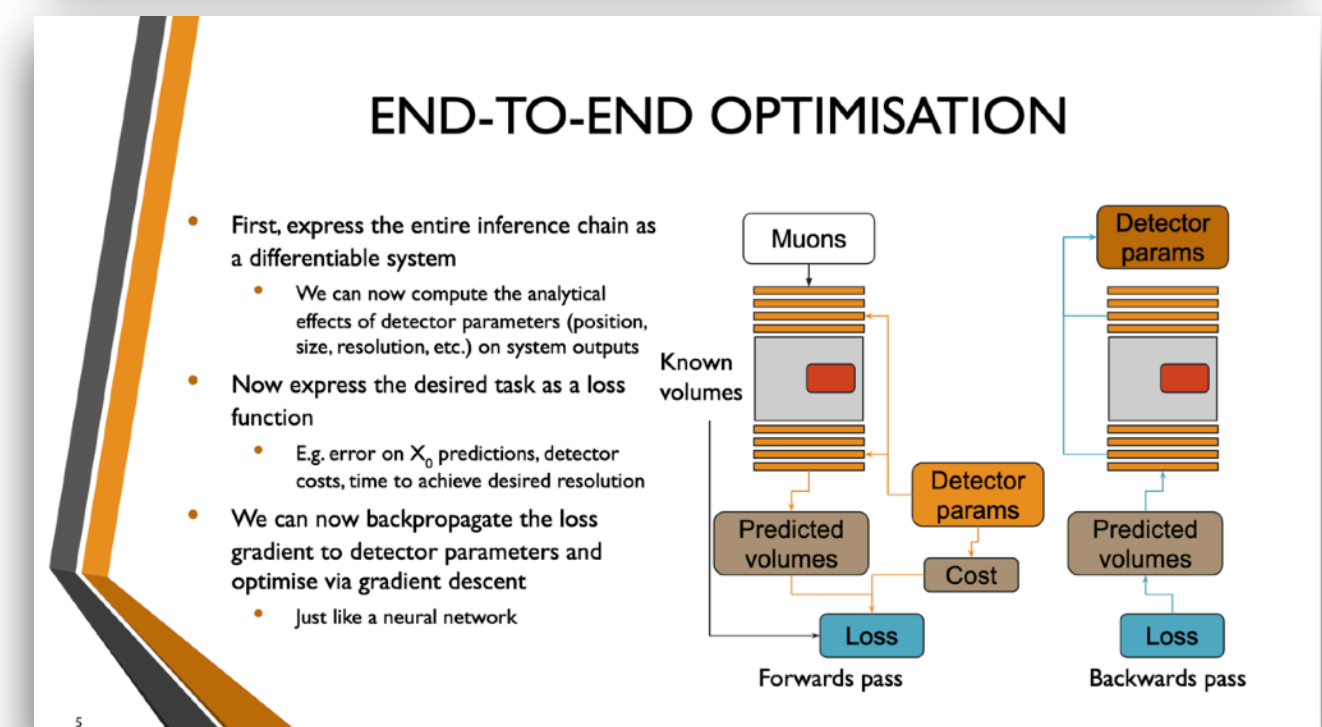 END-TO-END OPTIMISATION
• First, express the entire inference chain as
a differentiable system
• We can now compute the analytical
effects of detector parameters (position,
size, resolution, etc.) on system outputs
• Now express the desired task as a loss
function
• E.g. error on X₀ predictions, detector
costs, time to achieve desired resolution
• We can now backpropagate the loss
gradient to detector parameters and
optimise via gradient descent
• Just like a neural network
Muons
Known
volumes
Detector
params
Predicted
volumes
Cost
Loss
Forwards pass
Detector
params
Predicted
volumes
Loss
Backwards pass
5